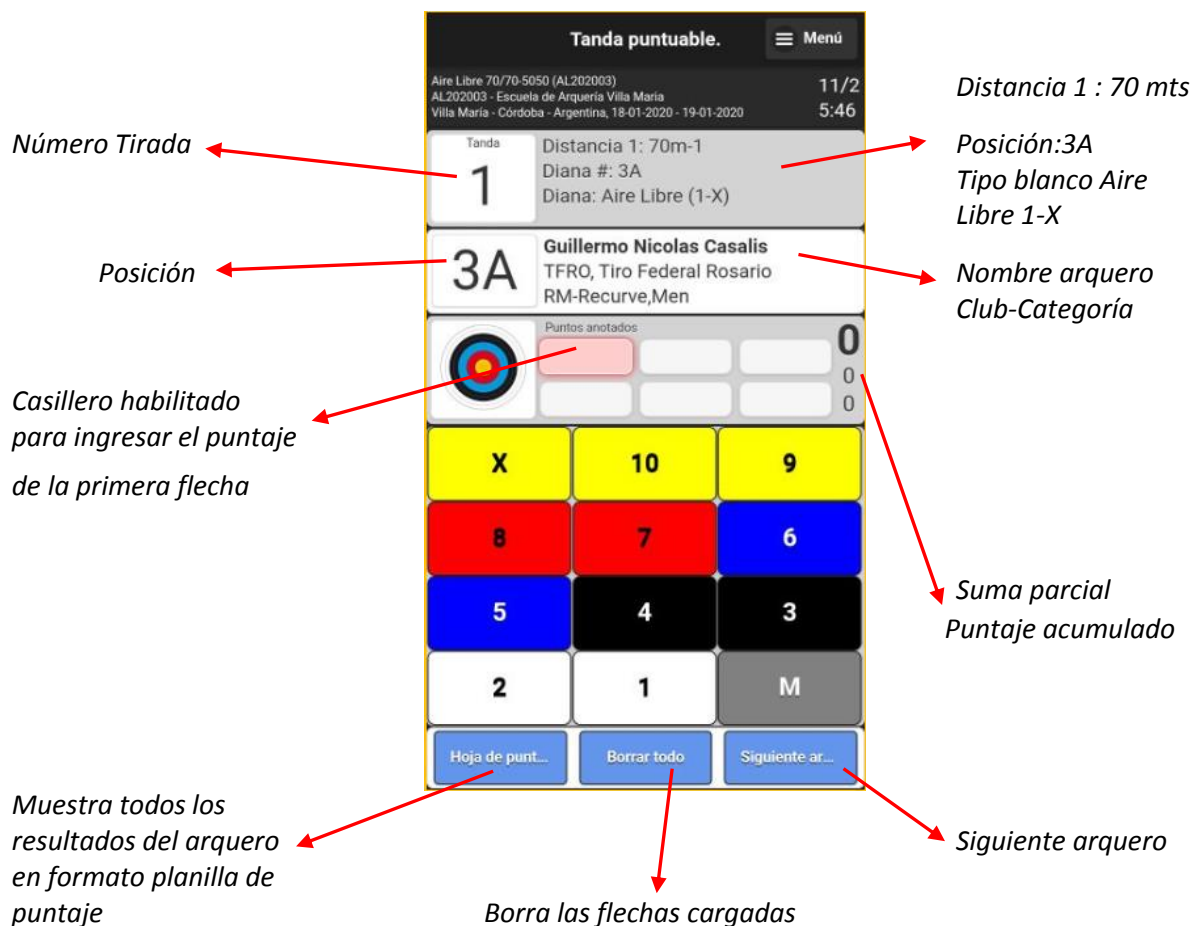 Tanda puntuable.
Menú
Aire Libre 70/70-5050 (AL202003)
AL202003 - Escuela de Arquería Villa Maria
Villa Maria - Córdoba - Argentina, 18-01-2020 - 19-01-2020
11/2
5:46
Distancia 1 : 70 mts
Número Tirada
Tanda
1
Distancia 1: 70m-1
Diana #: 3A
Diana: Aire Libre (1-X)
Posición:3A
Tipo blanco Aire
Libre 1-X
Posición
3A
Guillermo Nicolas Casalis
TFRO, Tiro Federal Rosario
RM-Recurve,Men
Nombre arquero
Club-Categoría
Puntos anotados
0
0
0
Casillero habilitado
para ingresar el puntaje
de la primera flecha
X
10
9
8
7
6
5
4
3
2
1
M
Suma parcial
Puntaje acumulado
Hoja de punt...
Borrar todo
Siguiente ar...
Muestra todos los
resultados del arquero
en formato planilla de
puntaje
Siguiente arquero
Borra las flechas cargadas